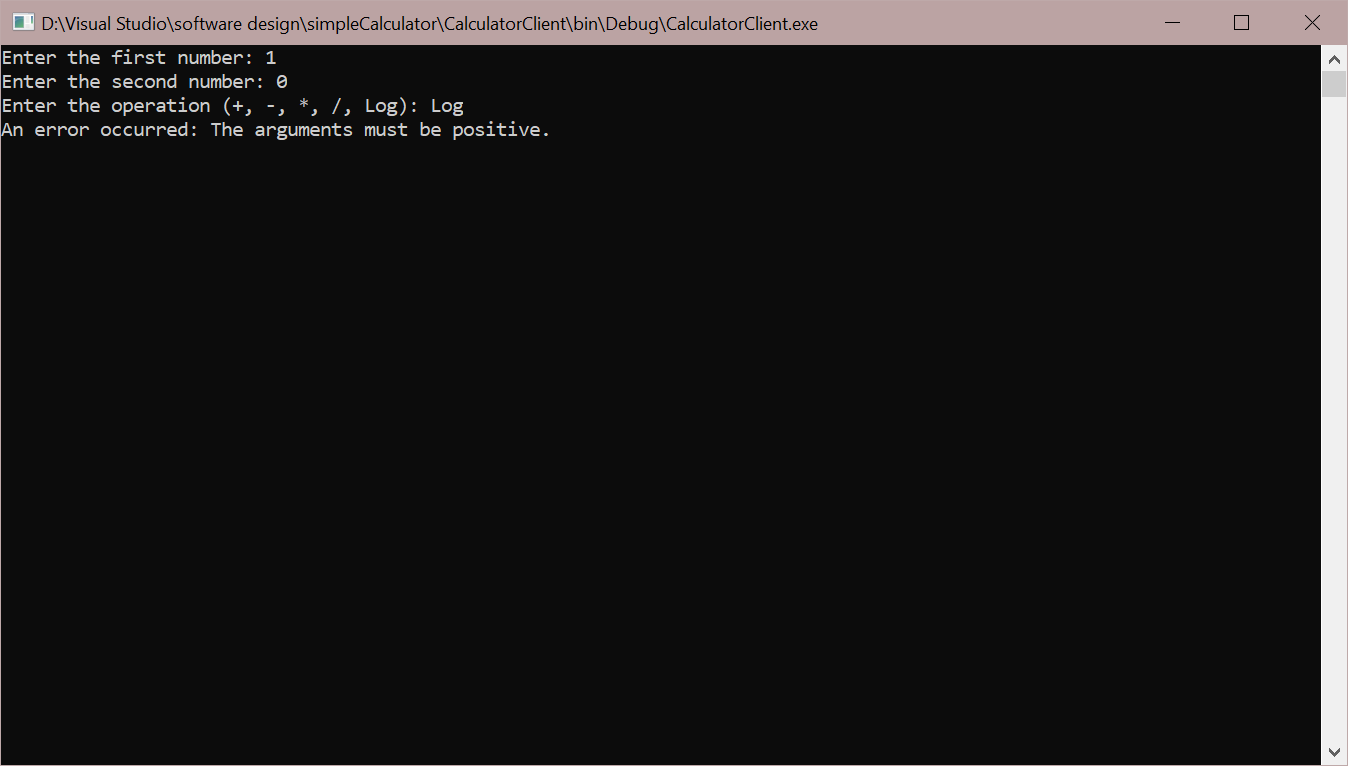 D:\Visual Studio\software design\simpleCalculator\CalculatorClient\bin\Debug\CalculatorClient.exe
Enter the first number: 1
Enter the second number: 0
Enter the operation (+, -, *, /, Log): Log
An error occurred: The arguments must be positive.